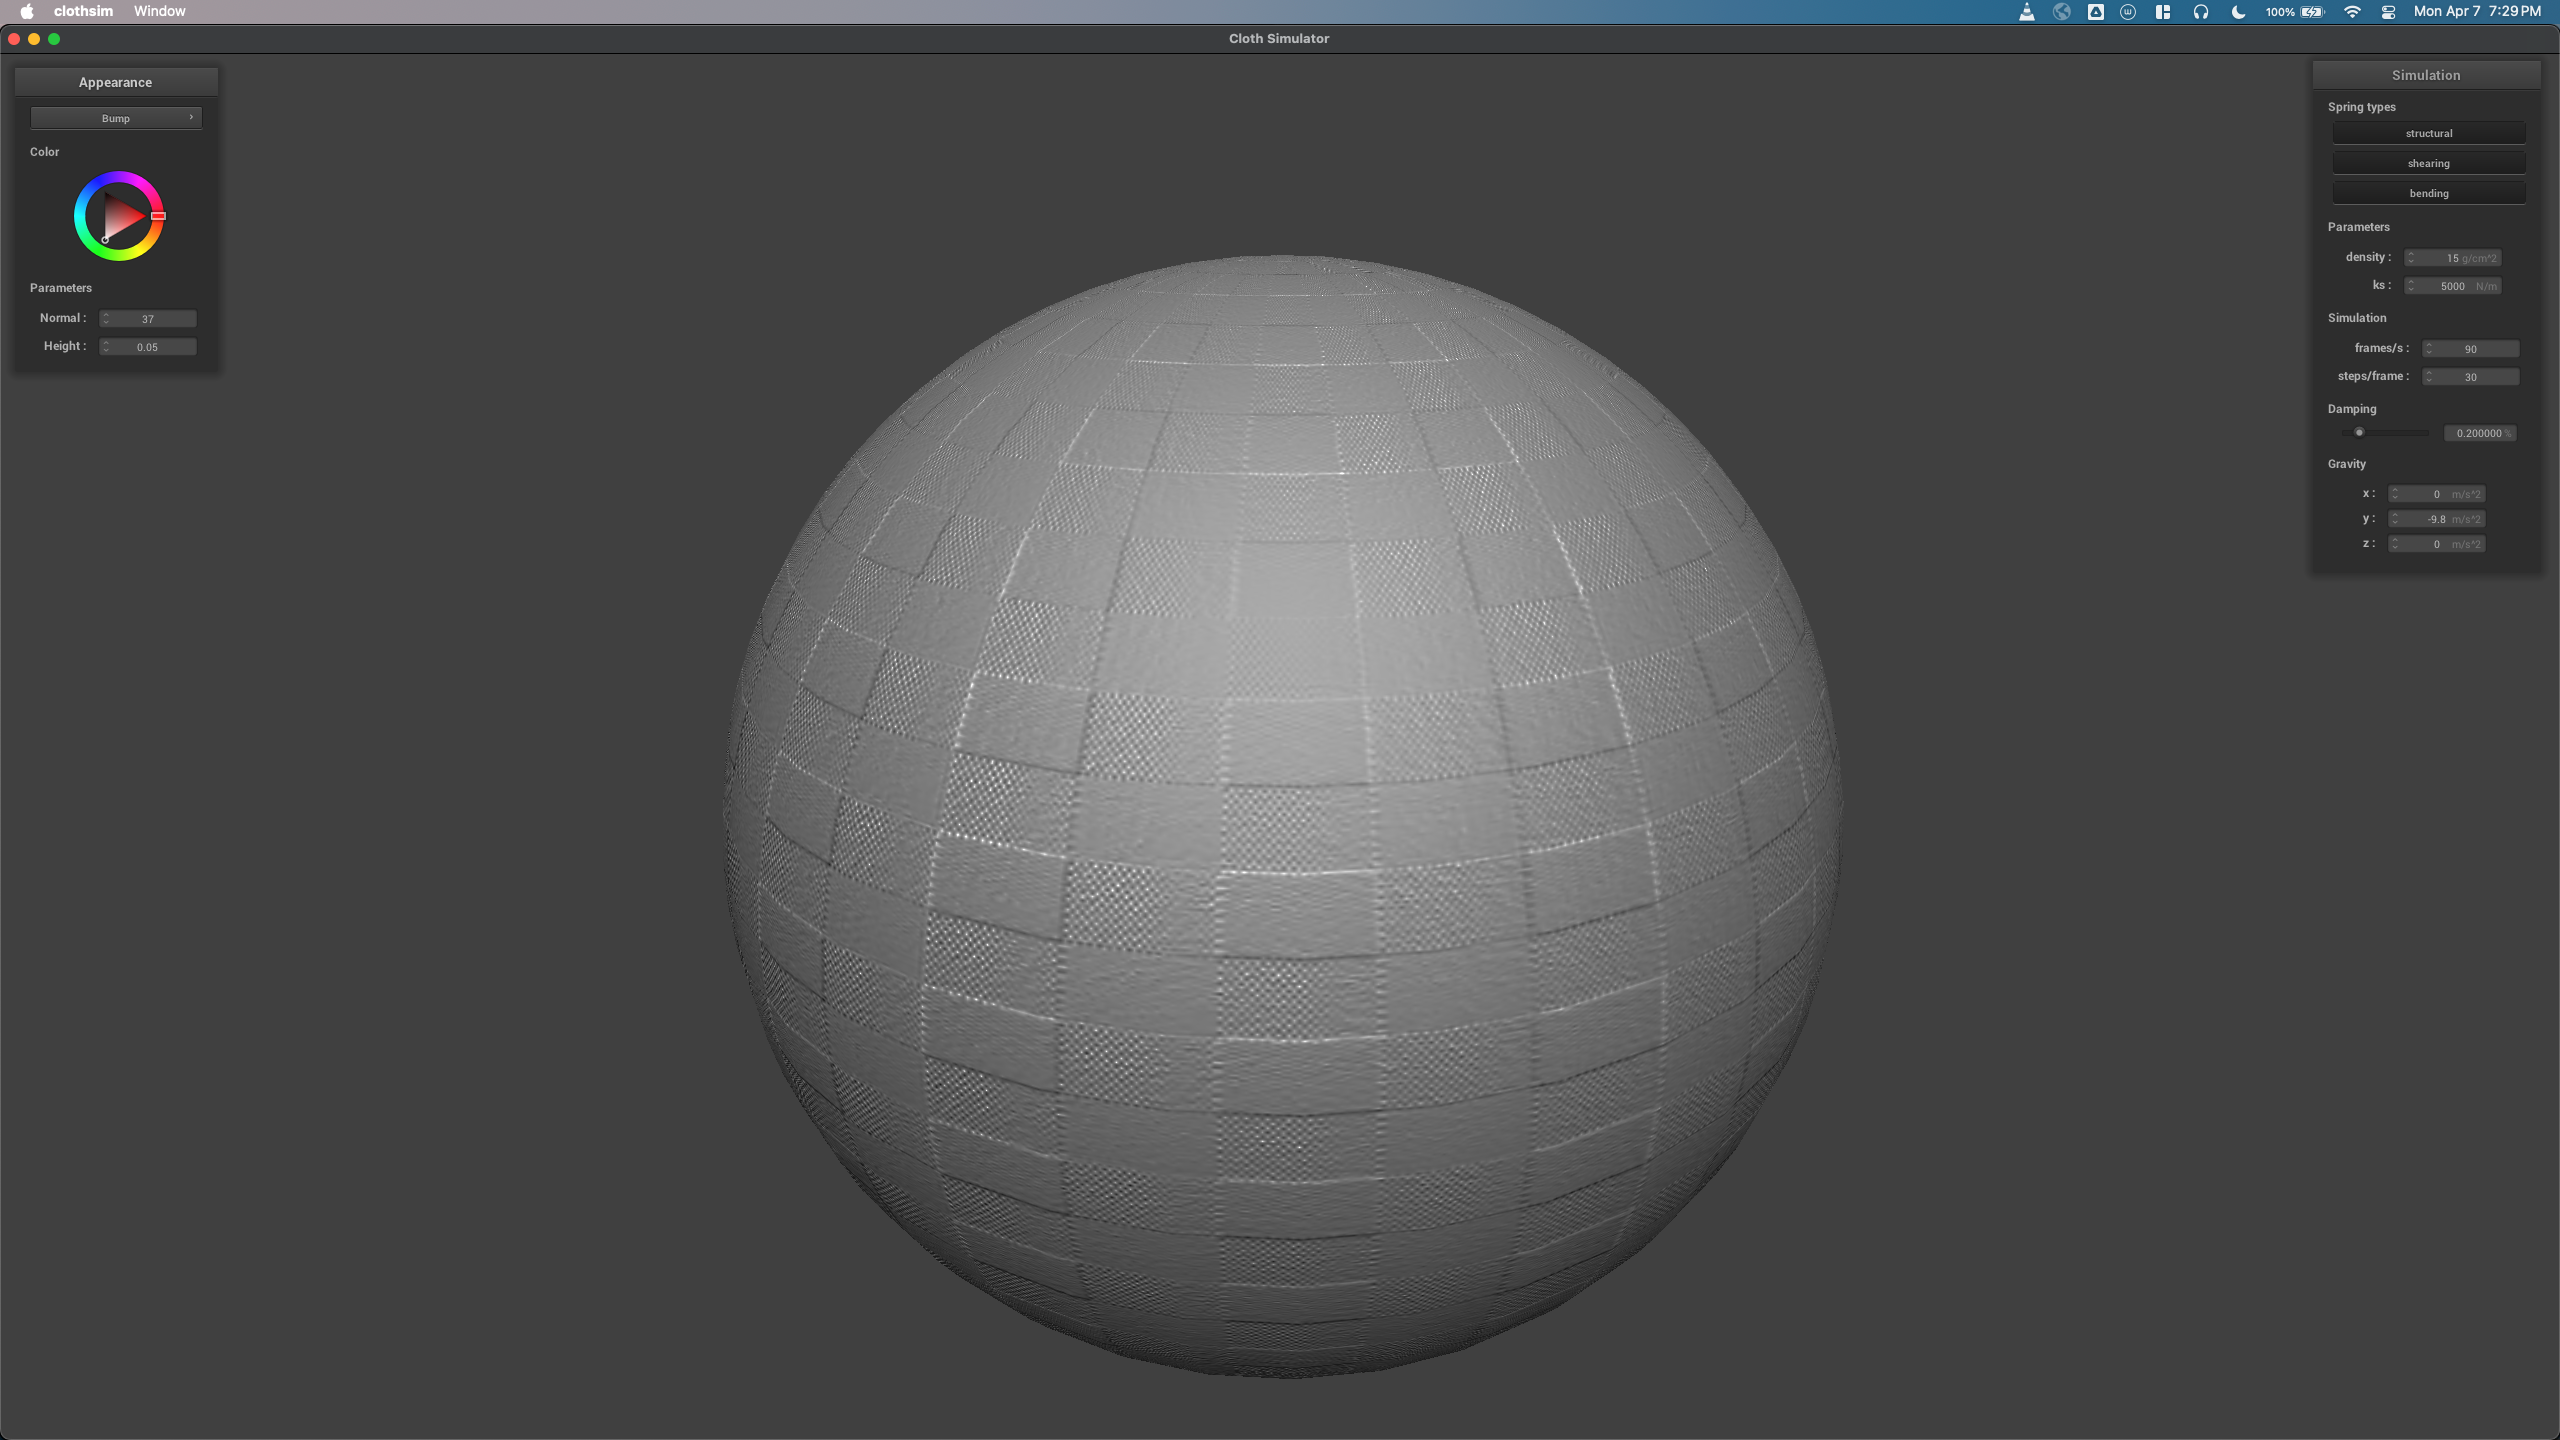 clothsim Window 100% Mon Apr 7 7:29 PM
Cloth Simulator
Appearance
Bump
Color
Parameters
Normal : 37
Height : 0.05
Simulation
Spring types
structural
shearing
bending
Parameters
density : 15 g/cm^2
ks : 5000 N/m
Simulation
frames/s : 90
steps/frame : 30
Damping
0.200000 %
Gravity
x : 0 m/s^2
y : -9.8 m/s^2
z : 0 m/s^2